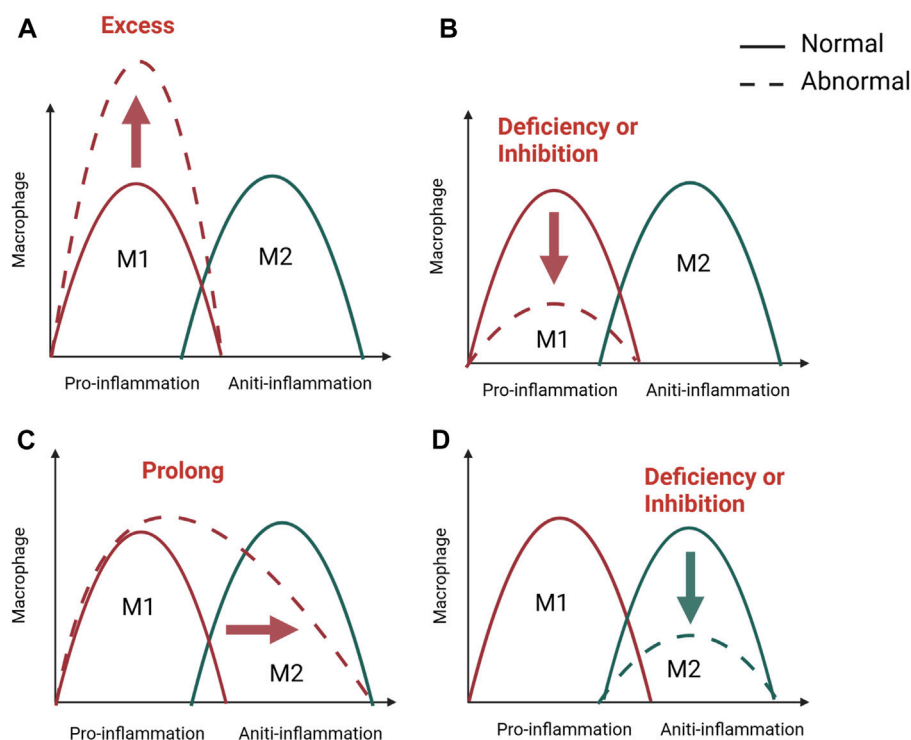 A
Excess
Macrophage
M1
M2
Pro-inflammation
Aniti-inflammation
B
Normal
Abnormal
Deficiency or
Inhibition
Macrophage
M1
M2
Pro-inflammation
Aniti-inflammation
C
Prolong
Macrophage
M1
M2
Pro-inflammation
Aniti-inflammation
D
Deficiency or
Inhibition
Macrophage
M1
M2
Pro-inflammation
Aniti-inflammation